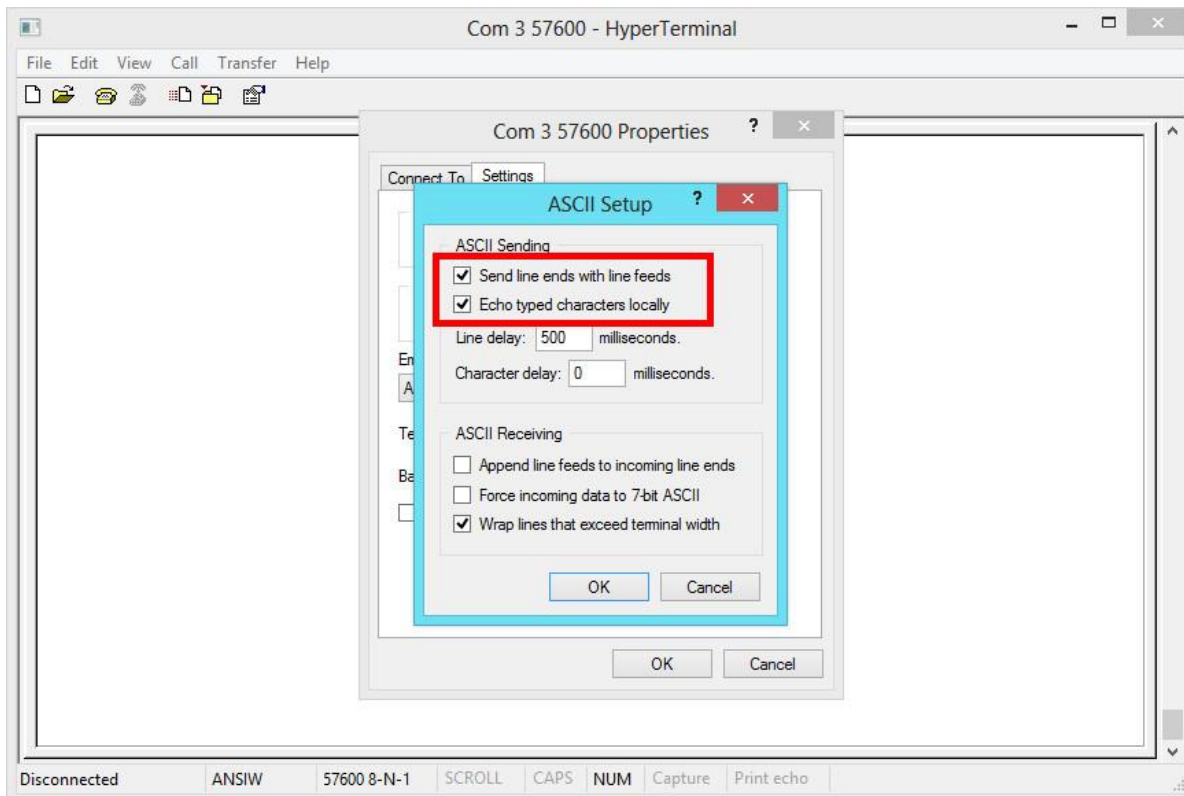 Com 3 57600 - HyperTerminal
File Edit View Call Transfer Help
Com 3 57600 Properties ?
Connect To Settings
ASCII Setup ?
ASCII Sending
Send line ends with line feeds
Echo typed characters locally
Line delay: 500 milliseconds.
Character delay: 0 milliseconds.
ASCII Receiving
Append line feeds to incoming line ends
Force incoming data to 7-bit ASCII
Wrap lines that exceed terminal width
OK Cancel
OK Cancel
Disconnected ANSIW 57600 8-N-1 SCROLL CAPS NUM Capture Print echo